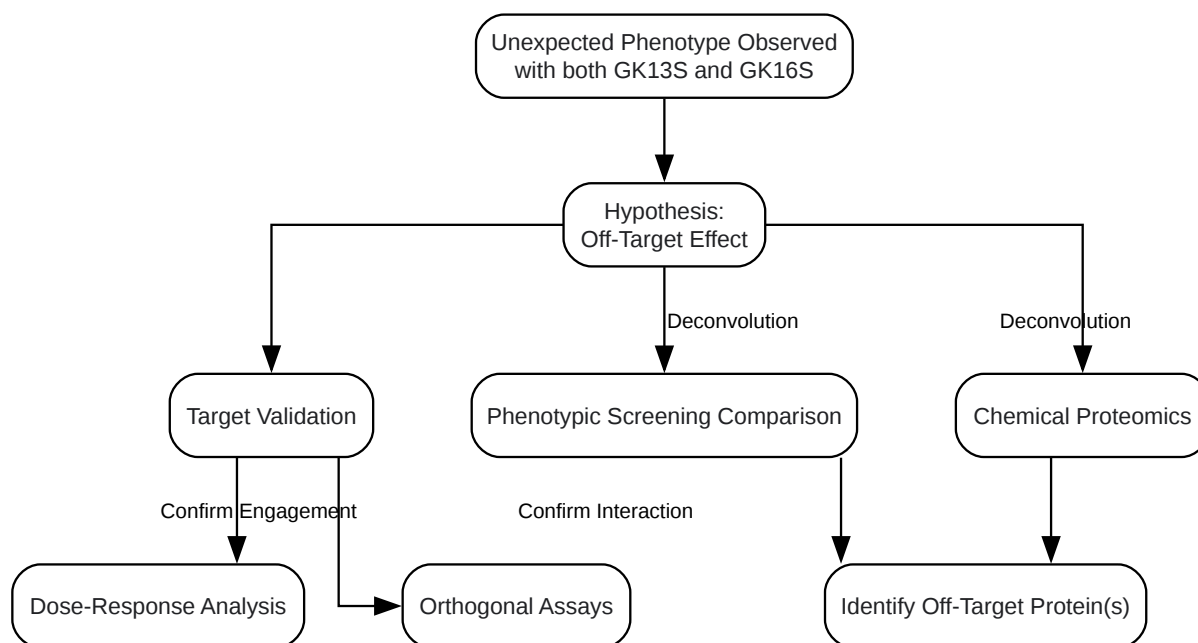 Unexpected Phenotype Observed
with both GK13S and GK16S
Hypothesis:
Off-Target Effect
Deconvolution
Deconvolution
Target Validation
Phenotypic Screening Comparison
Chemical Proteomics
Confirm Engagement
Confirm Interaction
Dose-Response Analysis
Orthogonal Assays
Identify Off-Target Protein(s)